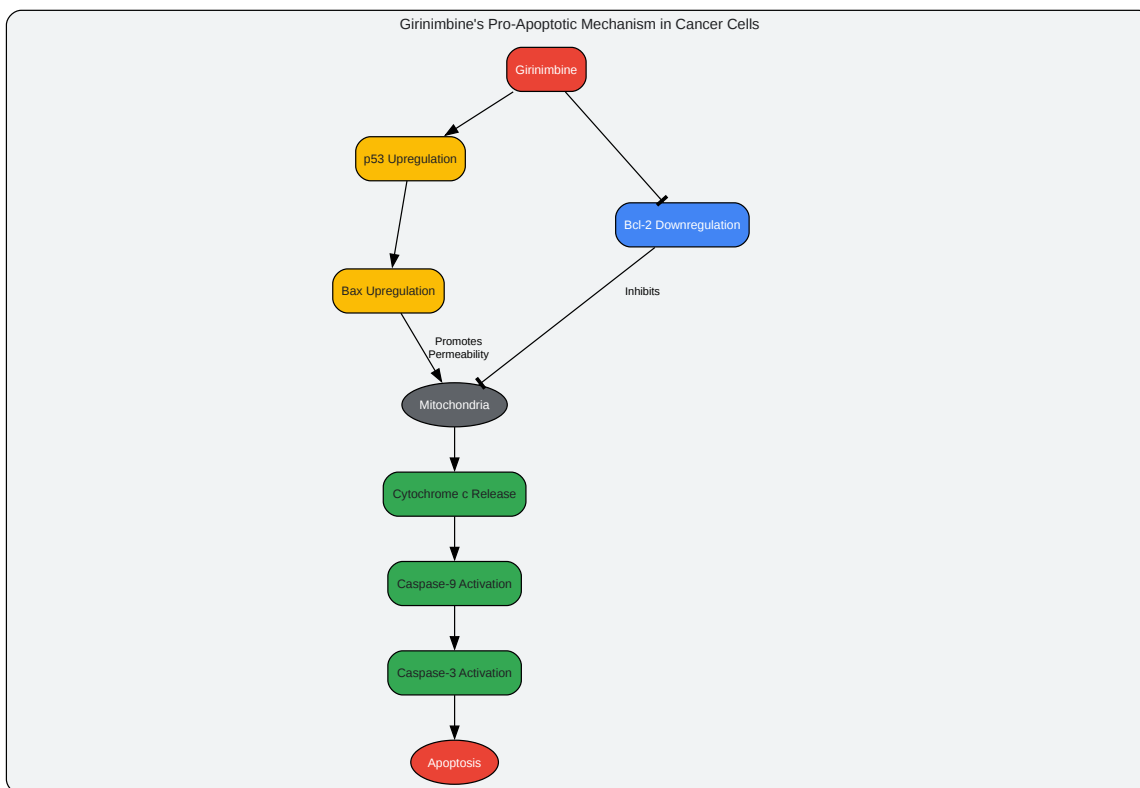 Girinimbine's Pro-Apoptotic Mechanism in Cancer Cells
Girinimbine
p53 Upregulation
Bcl-2 Downregulation
Bax Upregulation
Inhibits
Promotes
Permeability
Mitochondria
Cytochrome c Release
Caspase-9 Activation
Caspase-3 Activation
Apoptosis